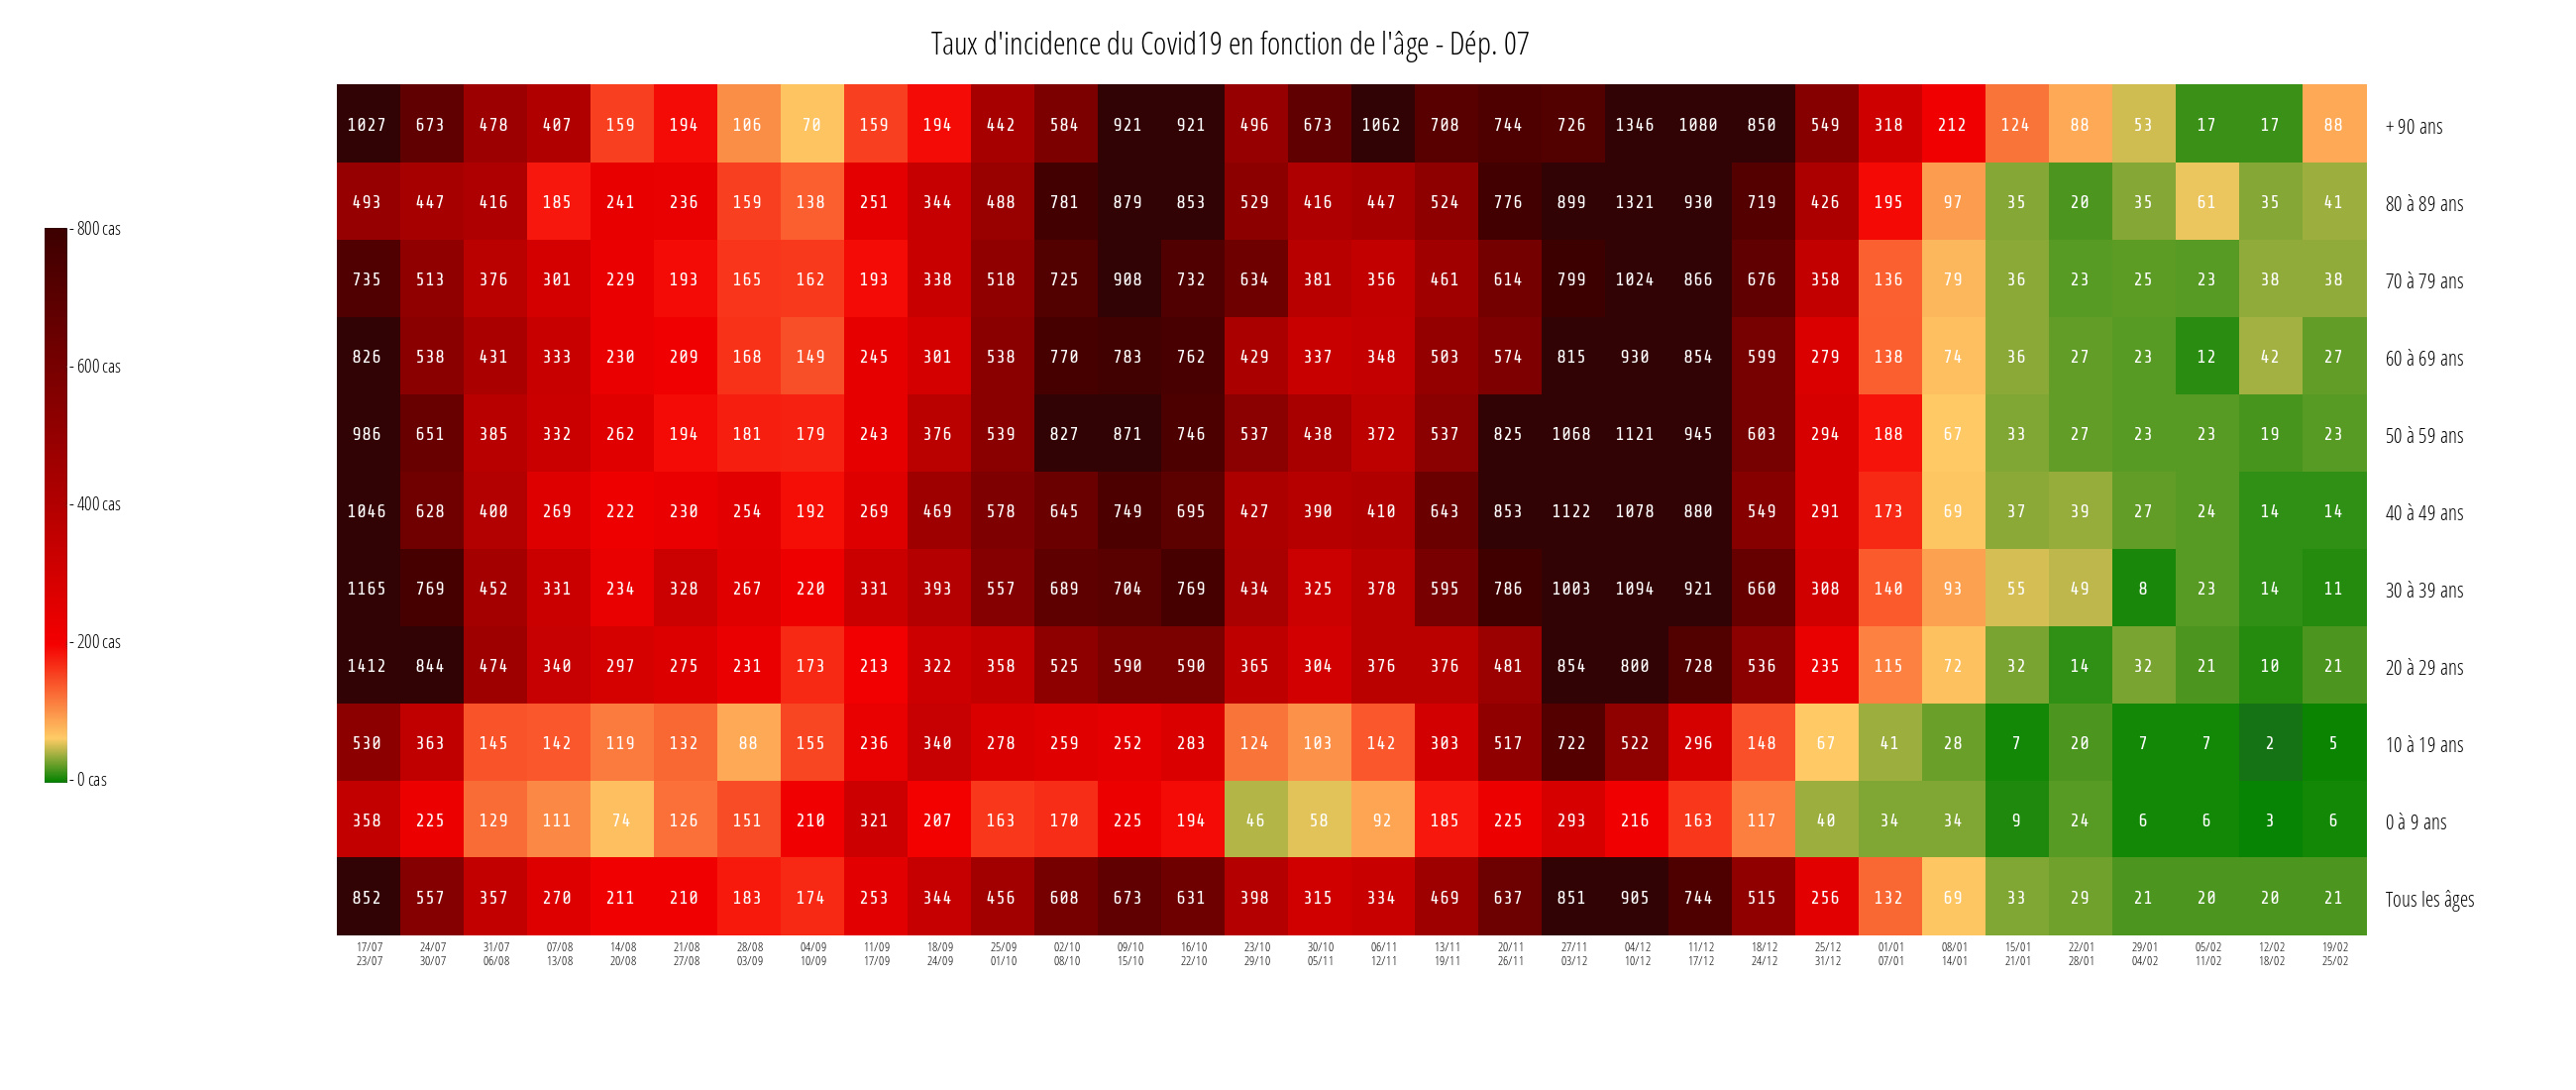 Taux d'incidence du Covid19 en fonction de l'âge - Dép. 07
- 800 cas
- 600 cas
- 400 cas
- 200 cas
- 0 cas
1027 673 478 407 159 194 106 70 159 194 442 584 921 921 496 673 1062 708 744 726 1346 1080 850 549 318 212 124 88 53 17 17 88 + 90 ans
493 447 416 185 241 236 159 138 251 344 488 781 879 853 529 416 447 524 776 899 1321 930 719 426 195 97 35 20 35 61 35 41 80 à 89 ans
735 513 376 301 229 193 165 162 193 338 518 725 908 732 634 381 356 461 614 799 1024 866 676 358 136 79 36 23 25 23 38 38 70 à 79 ans
826 538 431 333 230 209 168 149 245 301 538 770 783 762 429 337 348 503 574 815 930 854 599 279 138 74 36 27 23 12 42 27 60 à 69 ans
986 651 385 332 262 194 181 179 243 376 539 827 871 746 537 438 372 537 825 1068 1121 945 603 294 188 67 33 27 23 23 19 23 50 à 59 ans
1046 628 400 269 222 230 254 192 269 469 578 645 749 695 427 390 410 643 853 1122 1078 880 549 291 173 69 37 39 27 24 14 14 40 à 49 ans
1165 769 452 331 234 328 267 220 331 393 557 689 704 769 434 325 378 595 786 1003 1094 921 660 308 140 93 55 49 8 23 14 11 30 à 39 ans
1412 844 474 340 297 275 231 173 213 322 358 525 590 590 365 304 376 376 481 854 800 728 536 235 115 72 32 14 32 21 10 21 20 à 29 ans
530 363 145 142 119 132 88 155 236 340 278 259 252 283 124 103 142 303 517 722 522 296 148 67 41 28 7 20 7 7 2 5 10 à 19 ans
358 225 129 111 74 126 151 210 321 207 163 170 225 194 46 58 92 185 225 293 216 163 117 40 34 34 9 24 6 6 3 6 0 à 9 ans
852 557 357 270 211 210 183 174 253 344 456 608 673 631 398 315 334 469 637 851 905 744 515 256 132 69 33 29 21 20 20 21 Tous les âges
17/07 24/07 31/07 07/08 14/08 21/08 28/08 04/09 11/09 18/09 25/09 02/10 09/10 16/10 23/10 30/10 06/11 13/11 20/11 27/11 04/12 11/12 18/12 25/12 01/01 08/01 15/01 22/01 29/01 05/02 12/02 19/02
23/07 30/07 06/08 13/08 20/08 27/08 03/09 10/09 17/09 24/09 01/10 08/10 15/10 22/10 29/10 05/11 12/11 19/11 26/11 03/12 10/12 17/12 24/12 31/12 07/01 14/01 21/01 28/01 04/02 11/02 18/02 25/02